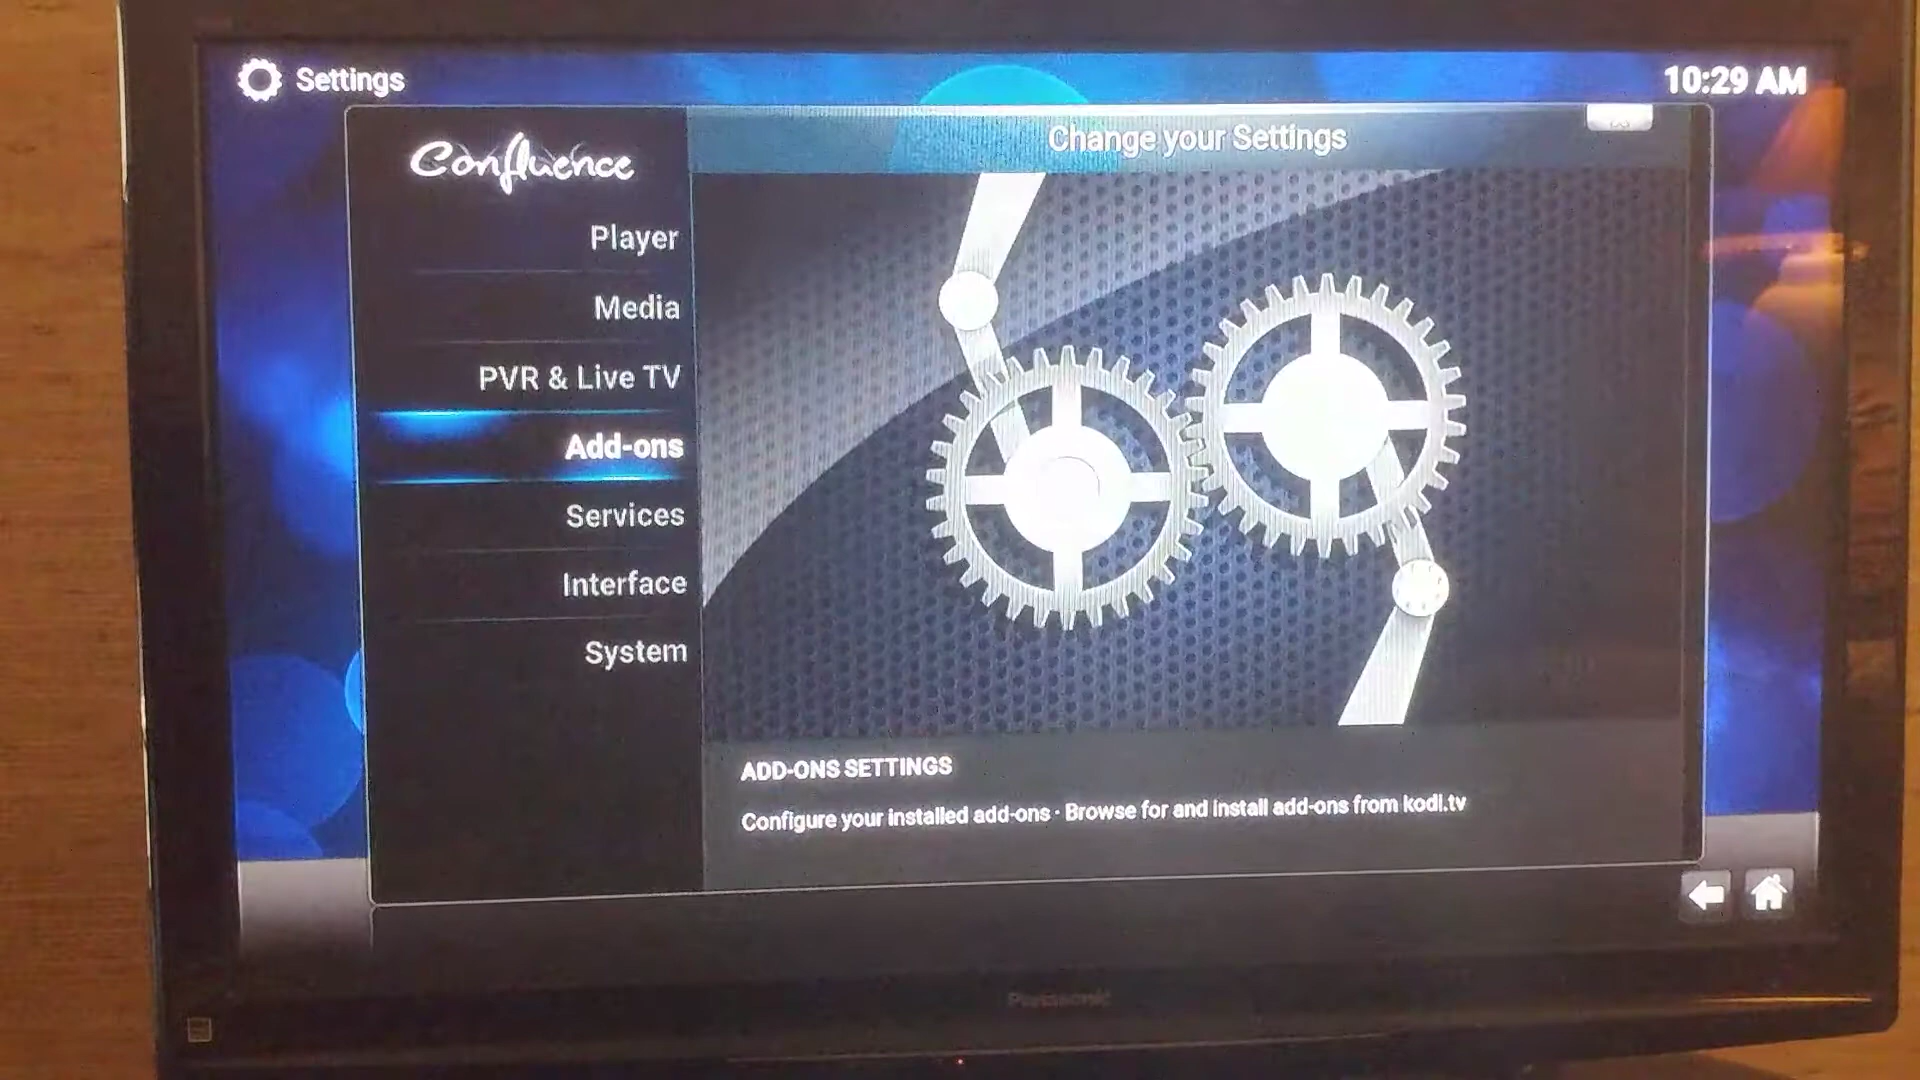 Settings
10:29 AM
Confluence
Change your Settings
Player
Media
PVR & Live TV
Add-ons
Services
Interface
System
ADD-ONS SETTINGS
Configure your installed add-ons · Browse for and install add-ons from kodi.tv
Panasonic